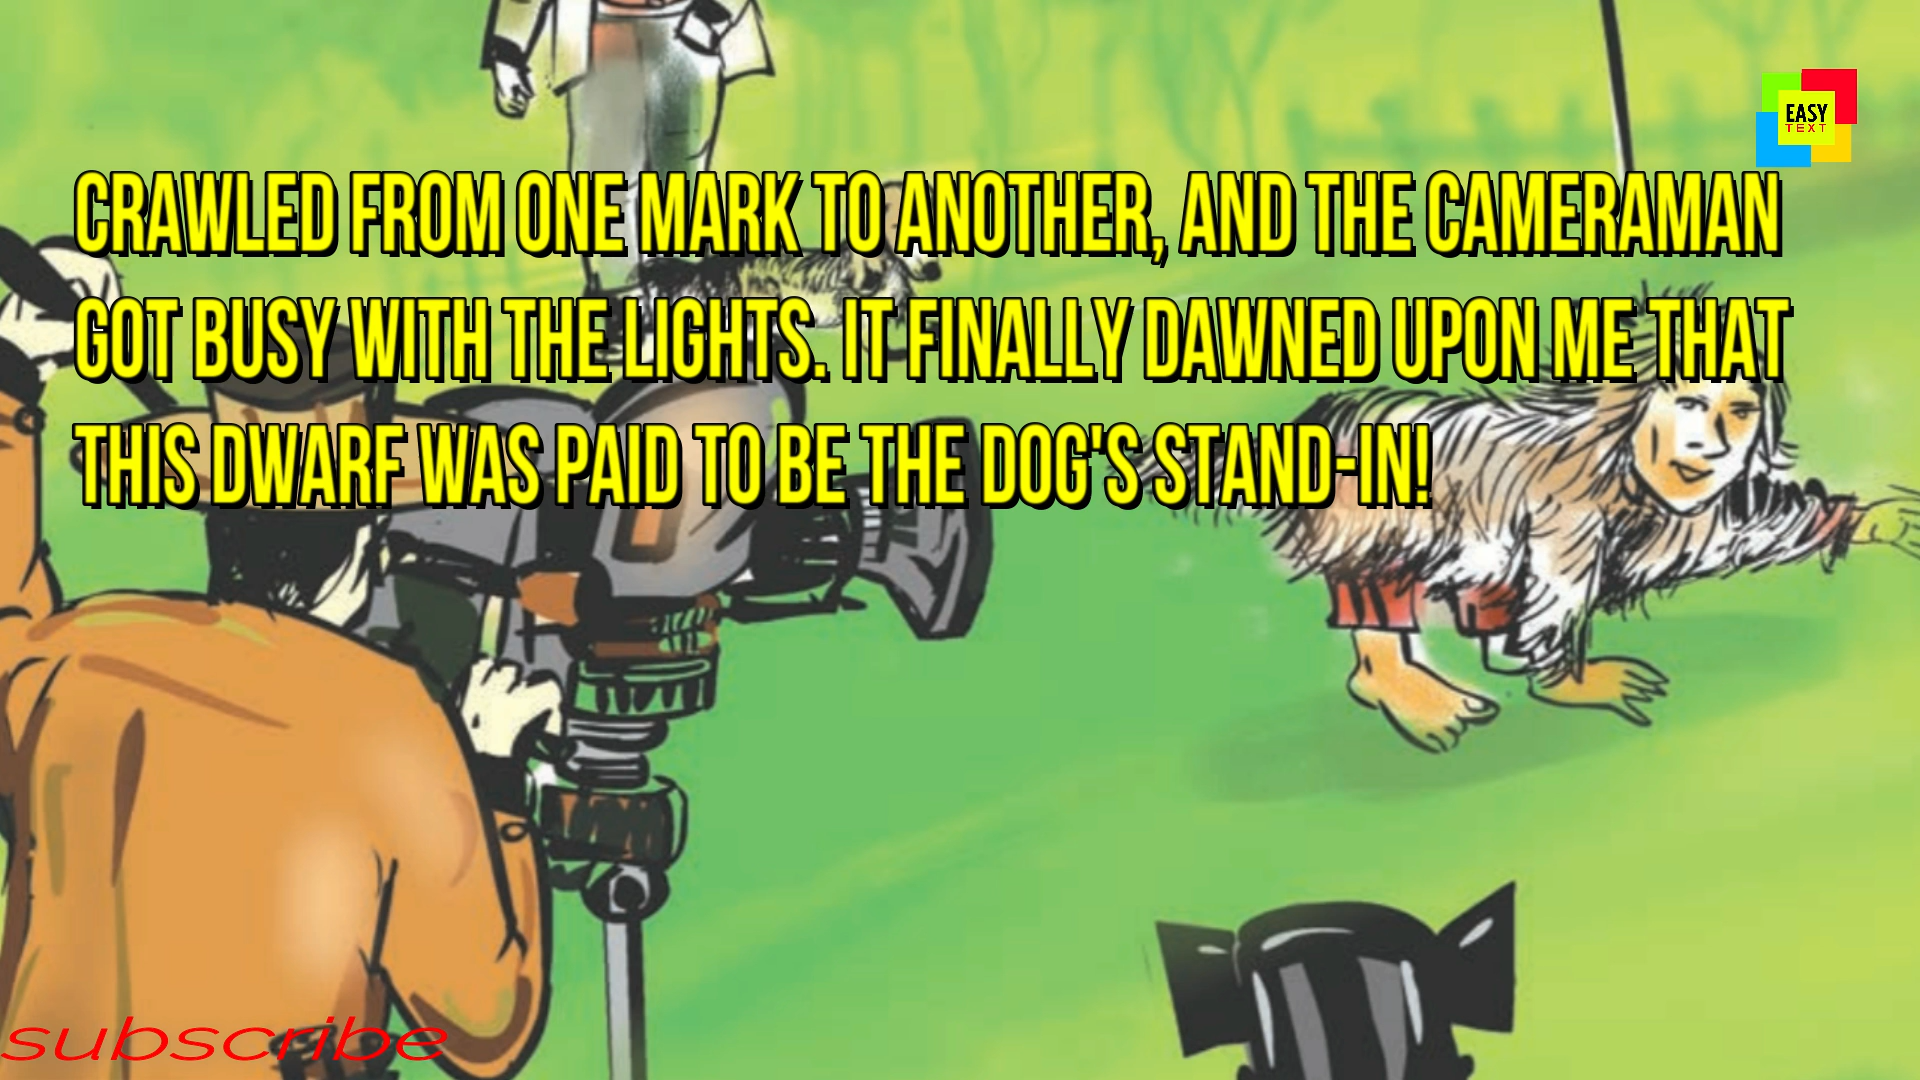 EASY
TEXT
CRAWLED FROM ONE MARK TO ANOTHER, AND THE CAMERAMAN
GOT BUSY WITH THE LIGHTS. IT FINALLY DAWNED UPON ME THAT
THIS DWARF WAS PAID TO BE THE DOG'S STAND-IN!
subscribe